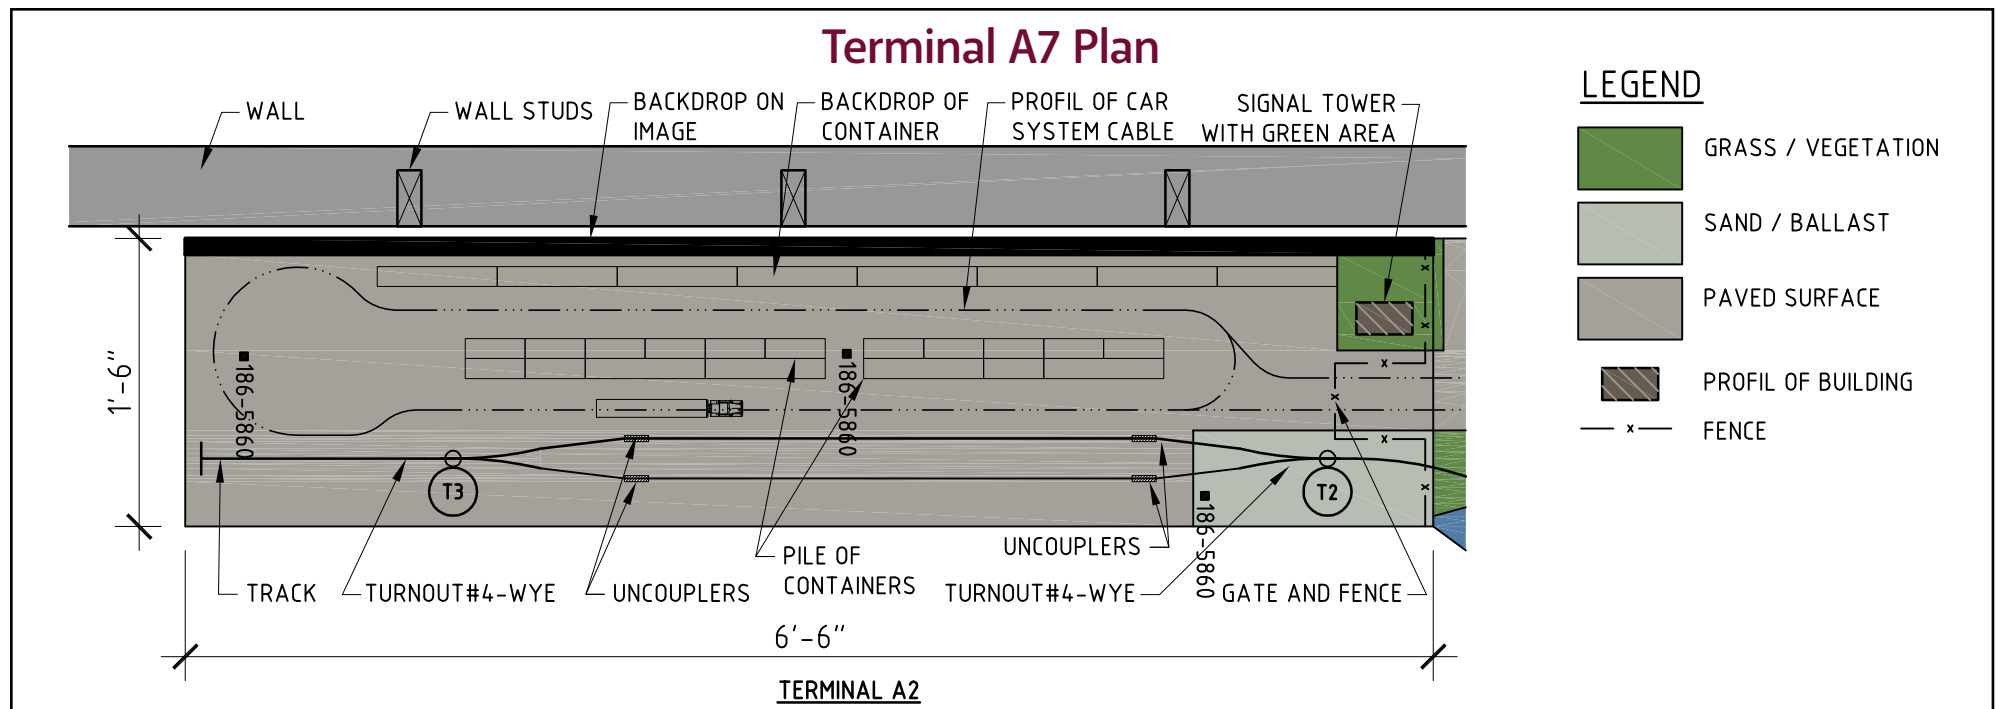 Terminal A7 Plan
WALL
WALL STUDS
BACKDROP ON
IMAGE
BACKDROP OF
CONTAINER
PROFIL OF CAR
SYSTEM CABLE
SIGNAL TOWER
WITH GREEN AREA
LEGEND
GRASS / VEGETATION
SAND / BALLAST
PAVED SURFACE
PROFIL OF BUILDING
x
FENCE
1'-6"
186-5860
186-5860
186-5860
x
x
x
x
x
x
T3
T2
TRACK
TURNOUT#4-WYE
UNCOUPLERS
PILE OF
CONTAINERS
UNCOUPLERS
TURNOUT#4-WYE
GATE AND FENCE
6'-6"
TERMINAL A2